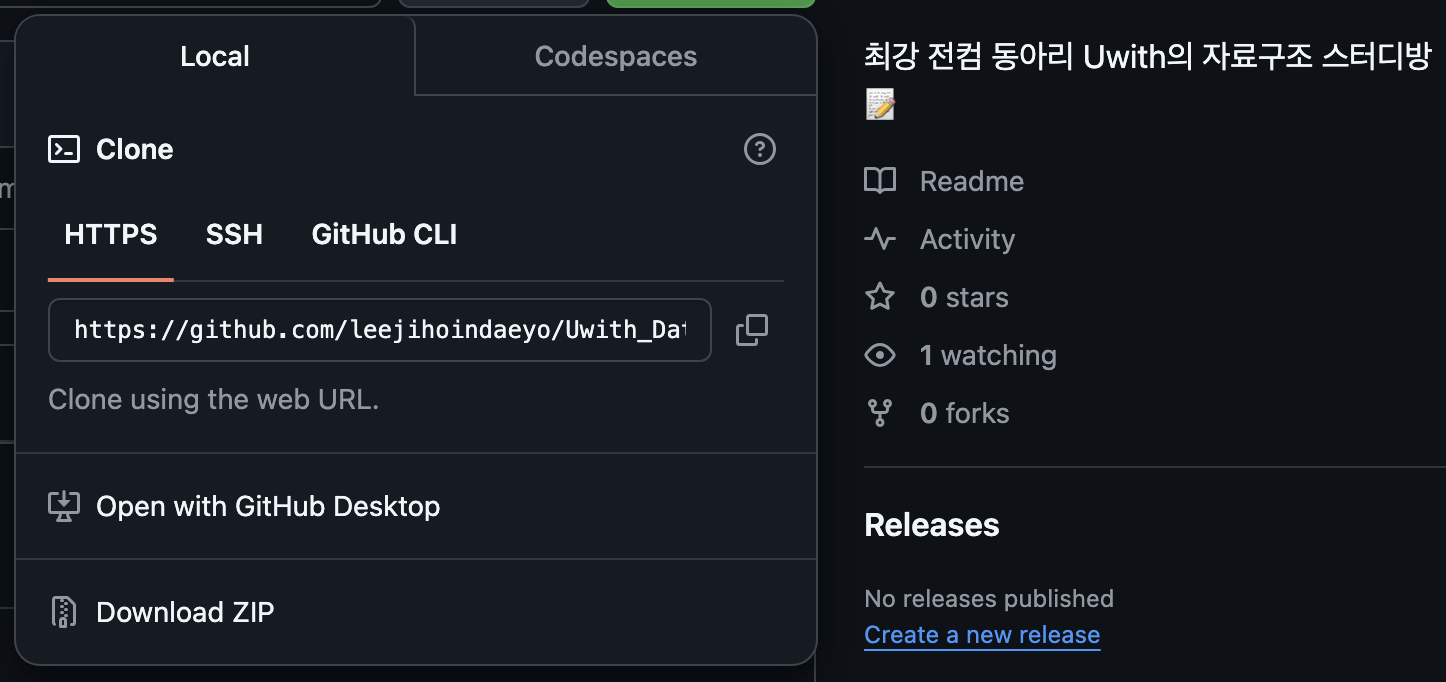 Local
Codespaces
Clone
HTTPS
SSH
GitHub CLI
https://github.com/leejihoindaeyo/Uwith_Dat
Clone using the web URL.
Open with GitHub Desktop
Download ZIP
최강 전컴 동아리 Uwith의 자료구조 스터디방
Readme
Activity
0 stars
1 watching
0 forks
Releases
No releases published
Create a new release